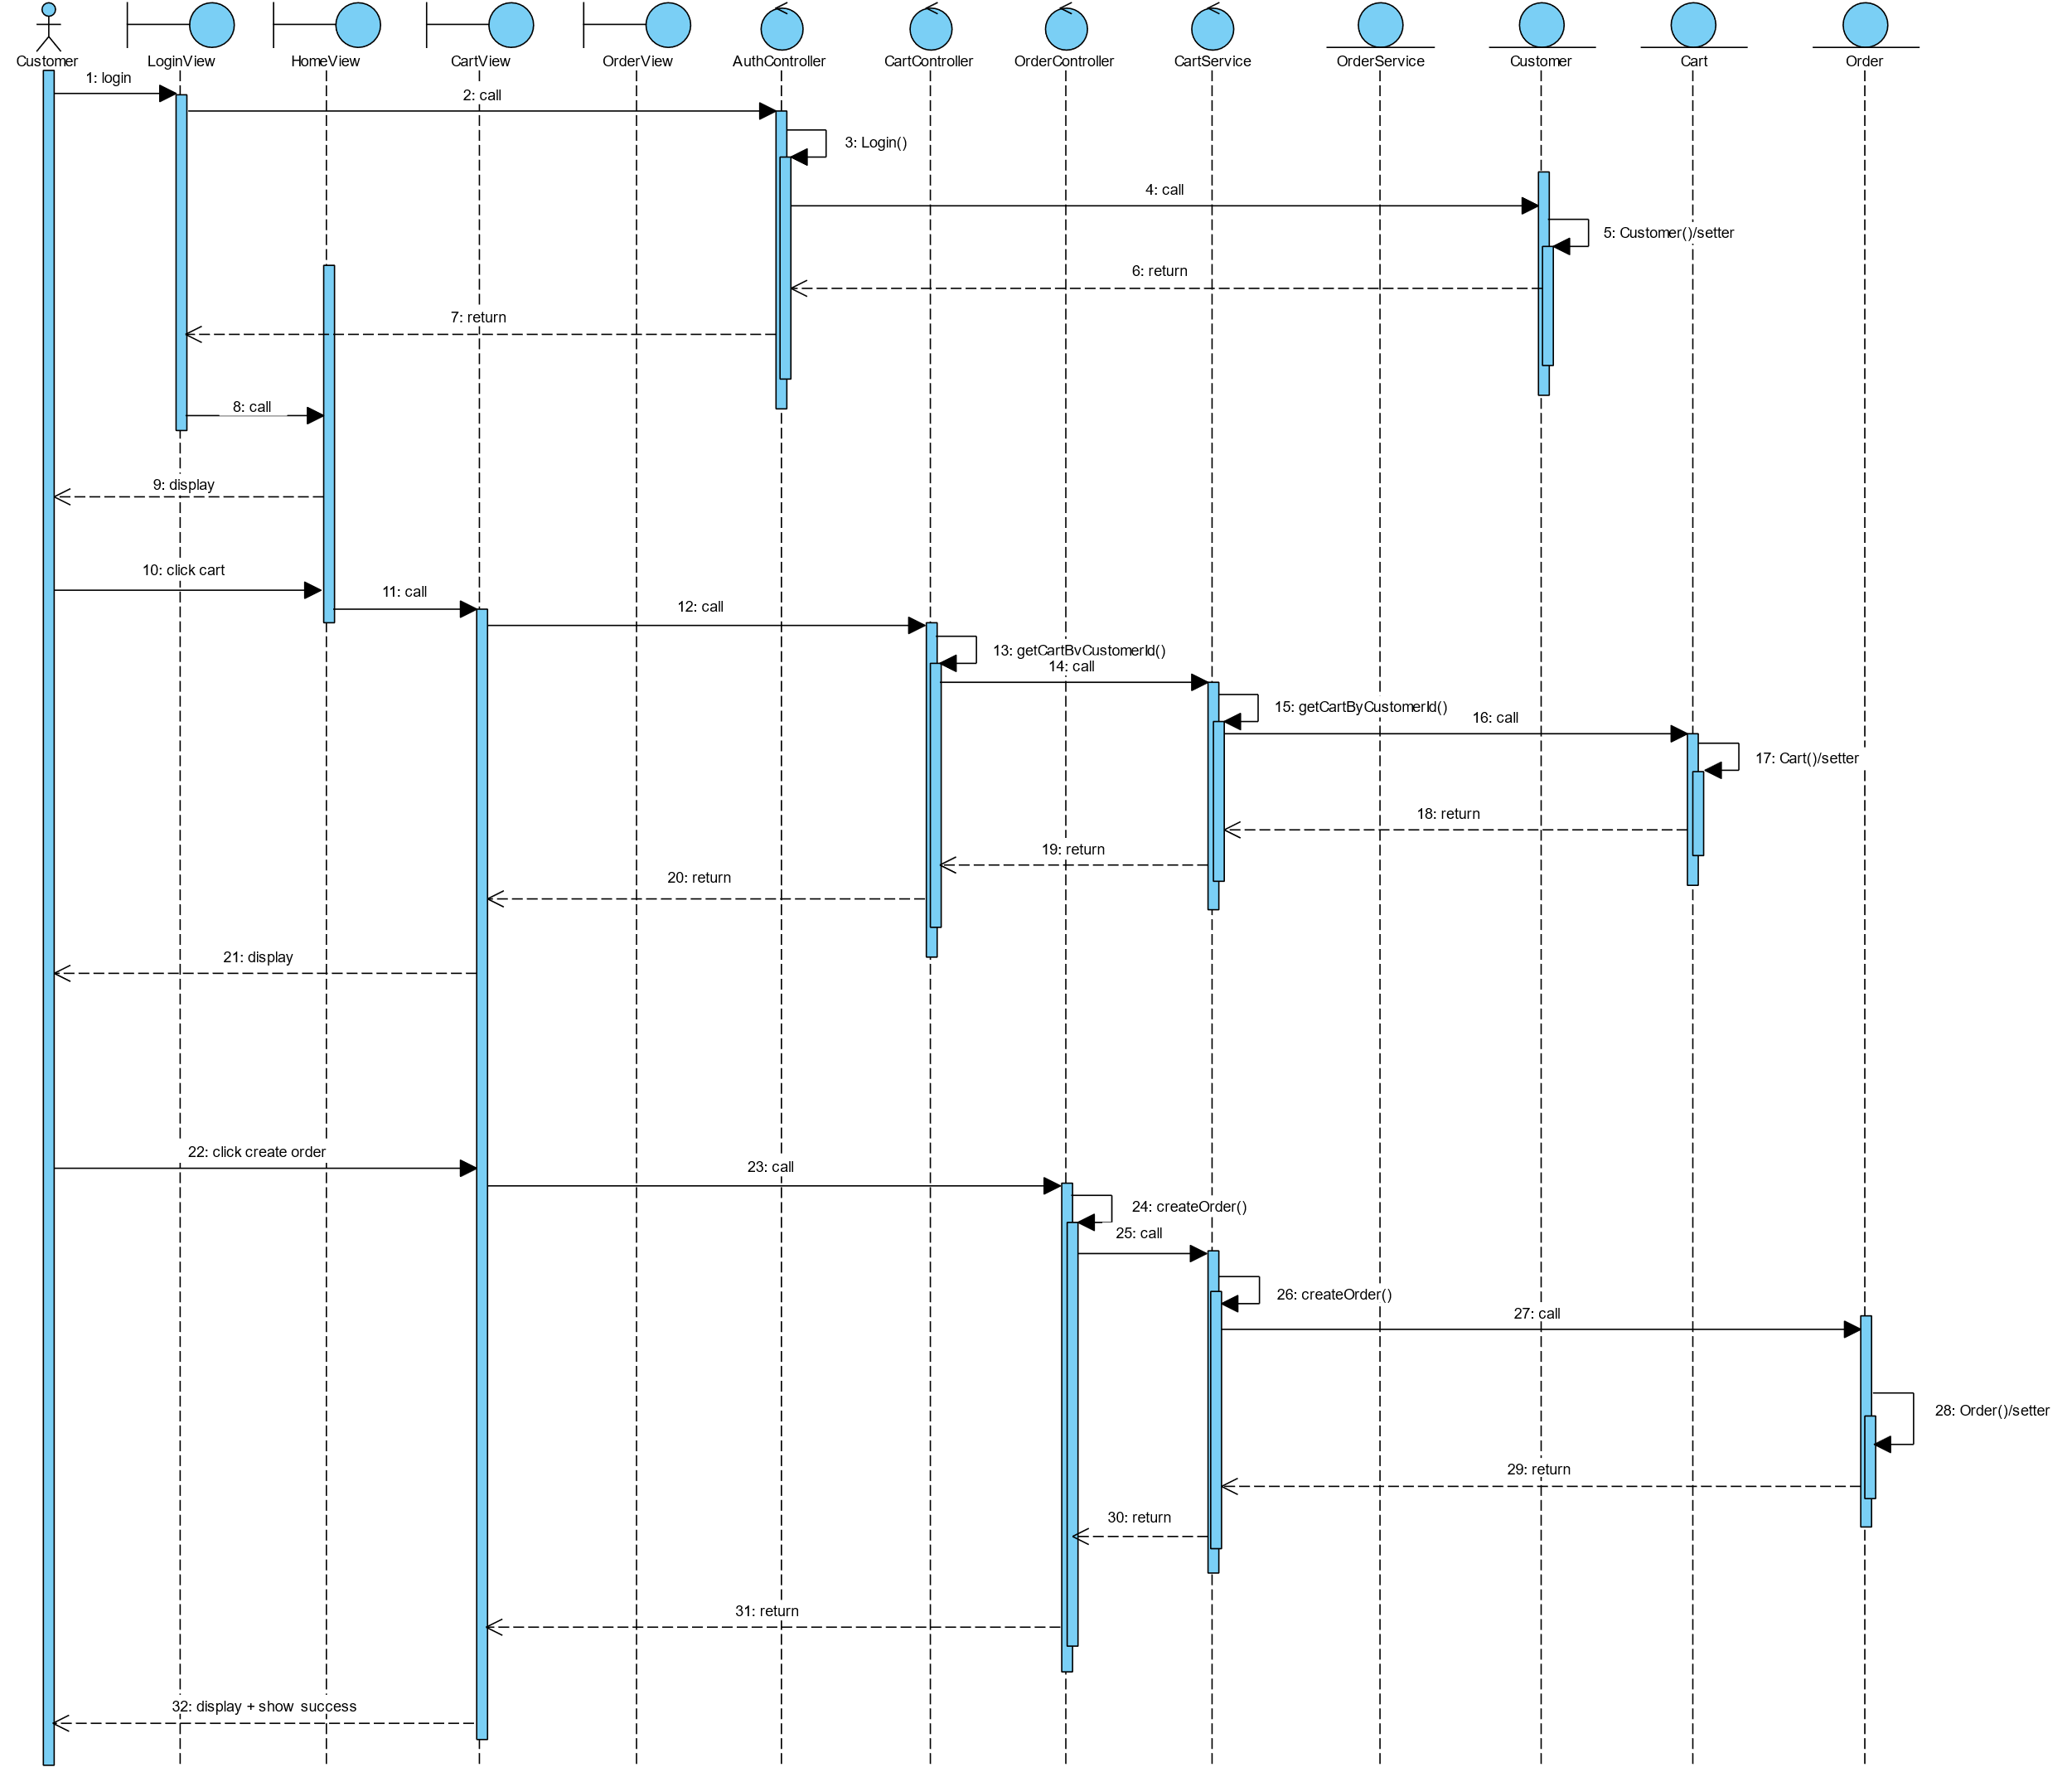 Customer
LoginView
HomeView
CartView
OrderView
AuthController
CartController
OrderController
CartService
OrderService
Customer
Cart
Order
1: login
2: call
3: Login()
4: call
5: Customer()/setter
6: return
7: return
8: call
9: display
10: click cart
11: call
12: call
13: getCartByCustomerId()
14: call
15: getCartByCustomerId()
16: call
17: Cart()/setter
18: return
19: return
20: return
21: display
22: click create order
23: call
24: createOrder()
25: call
26: createOrder()
27: call
28: Order()/setter
29: return
30: return
31: return
32: display + show success